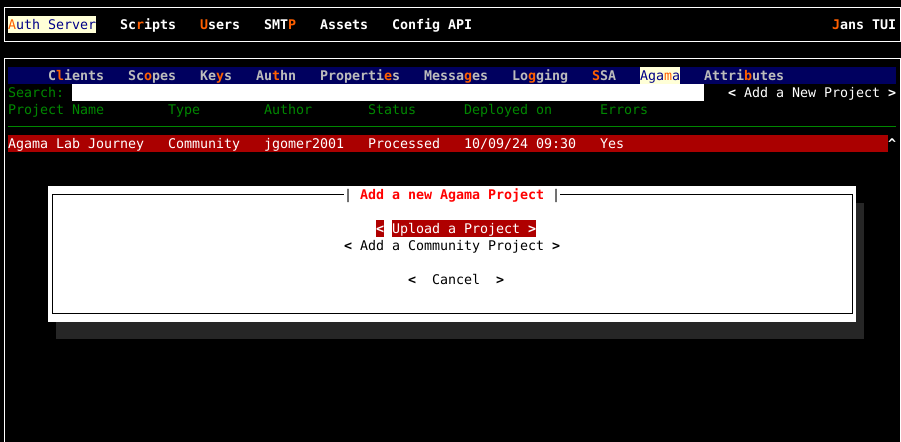 Auth Server Scripts Users SMTP Assets Config API Jans TUI
Clients Scopes Keys Authn Properties Messages Logging SSA Agama Attributes
Search: < Add a New Project >
Project Name Type Author Status Deployed on Errors
Agama Lab Journey Community jgomer2001 Processed 10/09/24 09:30 Yes ^
| Add a new Agama Project |
< Upload a Project >
< Add a Community Project >
< Cancel >